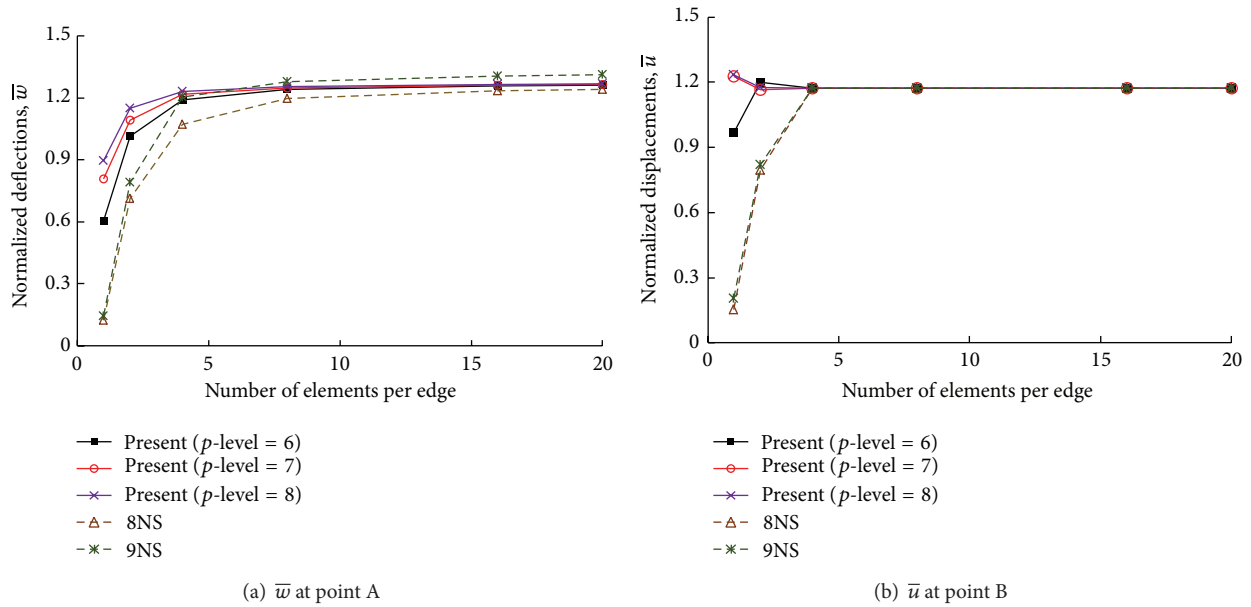 1.5
1.2
0.9
0.6
0.3
0
Normalized deflections, w̅
0 5 10 15 20
Number of elements per edge
Present (p-level = 6)
Present (p-level = 7)
Present (p-level = 8)
8NS
9NS
(a) w̅ at point A
1.5
1.2
0.9
0.6
0.3
0
Normalized displacements, u̅
0 5 10 15 20
Number of elements per edge
Present (p-level = 6)
Present (p-level = 7)
Present (p-level = 8)
8NS
9NS
(b) u̅ at point B